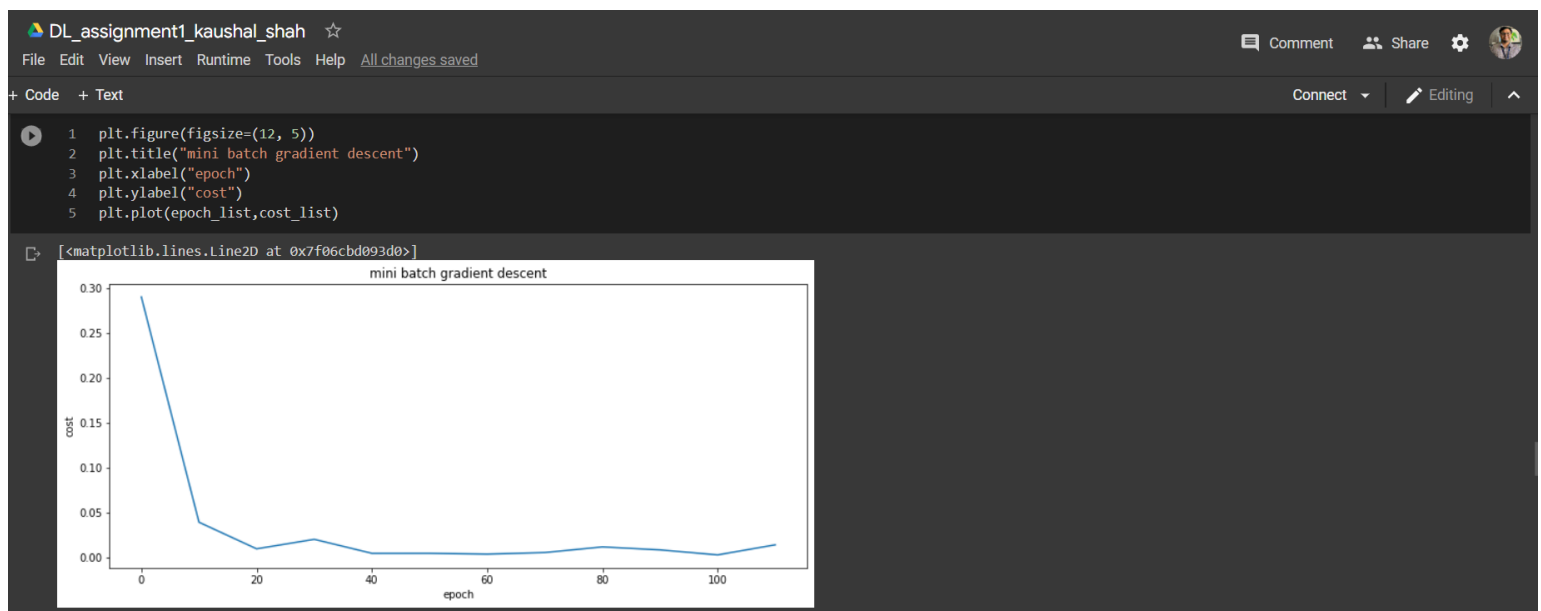 DL_assignment1_kaushal_shah
Comment Share
File Edit View Insert Runtime Tools Help All changes saved
+ Code + Text
Connect Editing
1 plt.figure(figsize=(12, 5))
2 plt.title("mini batch gradient descent")
3 plt.xlabel("epoch")
4 plt.ylabel("cost")
5 plt.plot(epoch_list,cost_list)
[<matplotlib.lines.Line2D at 0x7f06cbd093d0>]
mini batch gradient descent
0.30
0.25
0.20
0.15
0.10
0.05
0.00
cost
0 20 40 60 80 100
epoch